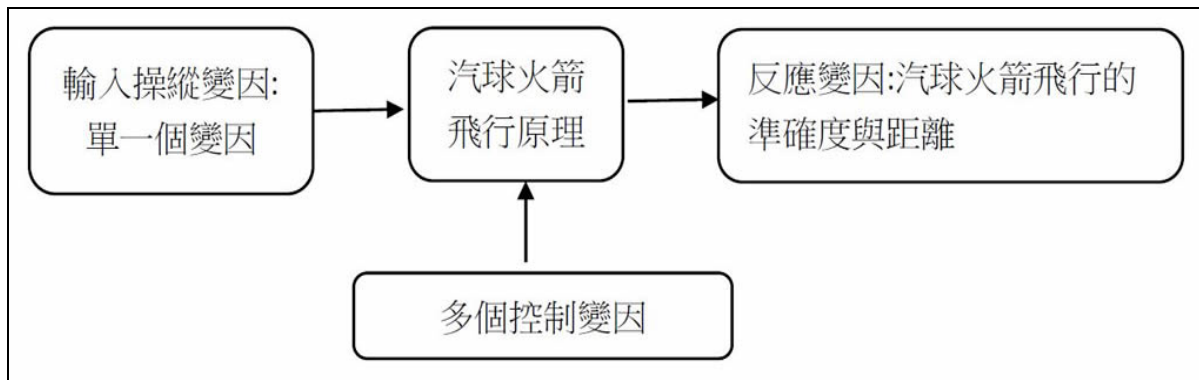 輸入操縱變因:
單一個變因
汽球火箭
飛行原理
反應變因:汽球火箭飛行的
準確度與距離
多個控制變因